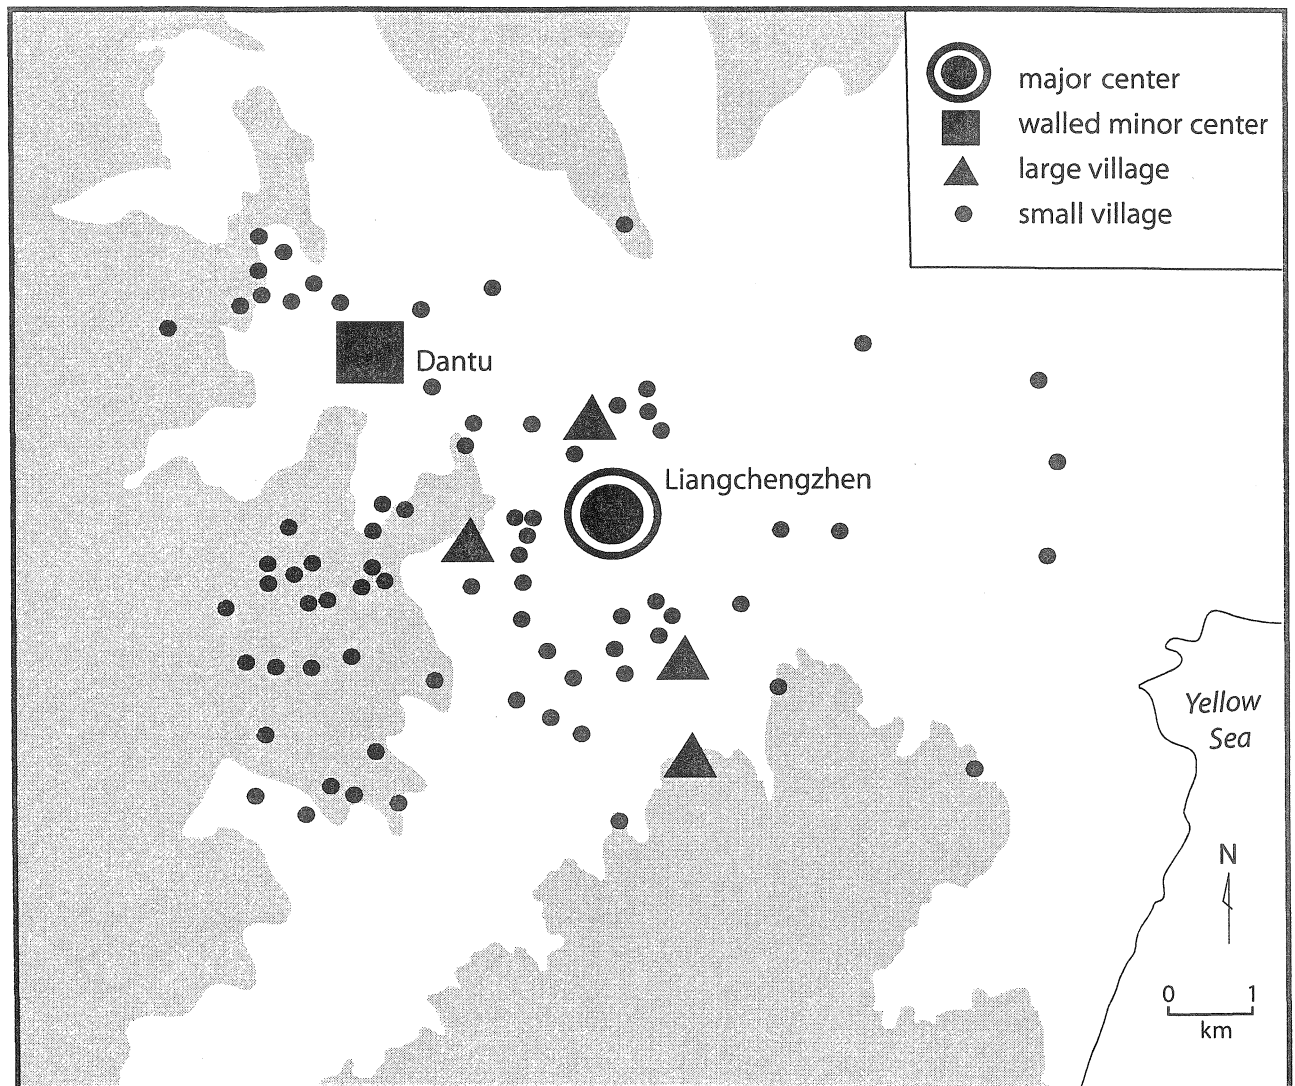 major center
walled minor center
large village
small village
Dantu
Liangchengzhen
Yellow
Sea
N
0 1
km